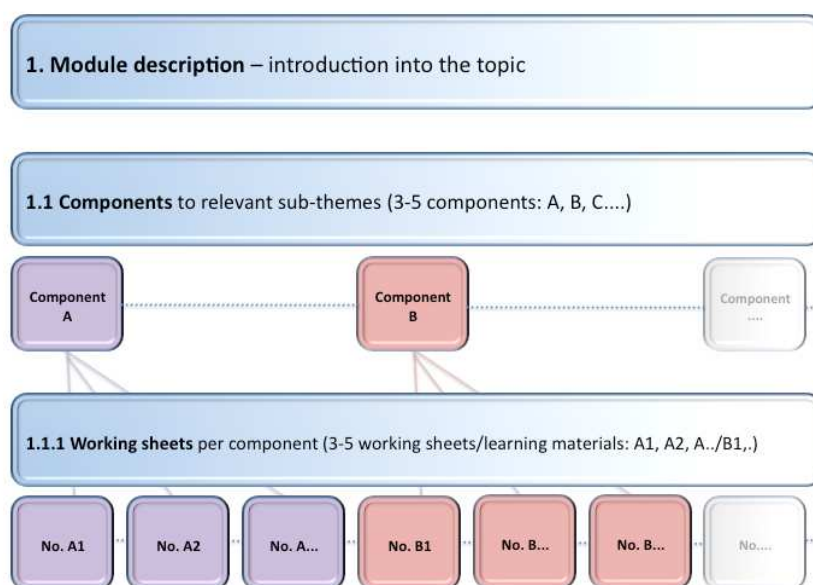 1. Module description – introduction into the topic
1.1 Components to relevant sub-themes (3-5 components: A, B, C....)
Component
A
Component
B
Component
....
1.1.1 Working sheets per component (3-5 working sheets/learning materials: A1, A2, A../B1,.)
No. A1
No. A2
No. A...
No. B1
No. B...
No. B...
No....